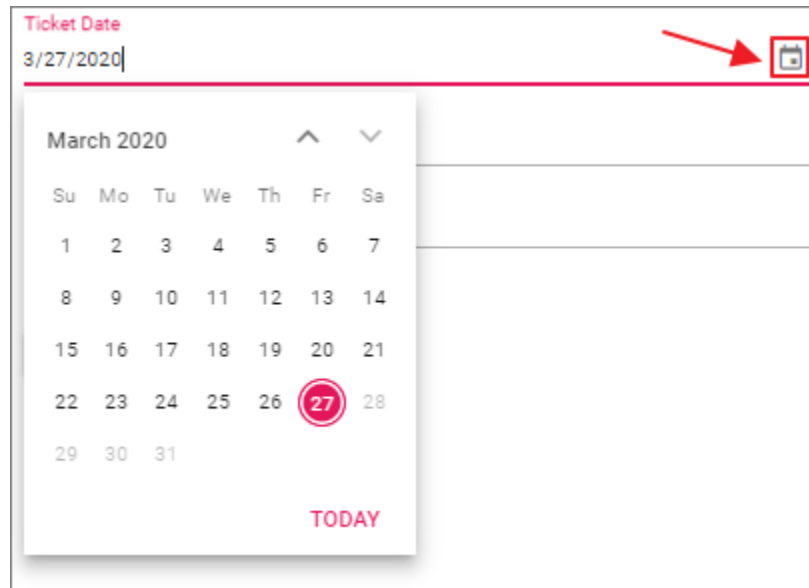 Ticket Date
3/27/2020
March 2020
Su Mo Tu We Th Fr Sa
1 2 3 4 5 6 7
8 9 10 11 12 13 14
15 16 17 18 19 20 21
22 23 24 25 26 27 28
29 30 31
TODAY